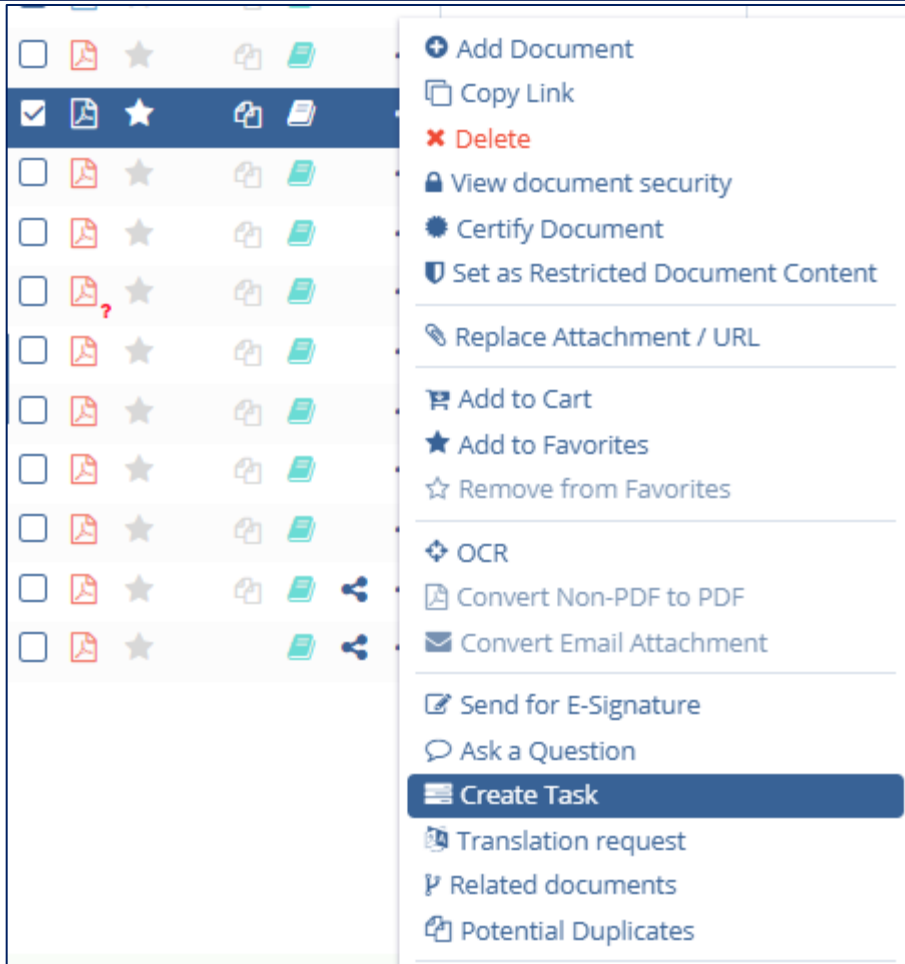 Add Document
Copy Link
Delete
View document security
Certify Document
Set as Restricted Document Content
?
Replace Attachment / URL
Add to Cart
Add to Favorites
Remove from Favorites
OCR
Convert Non-PDF to PDF
Convert Email Attachment
Send for E-Signature
Ask a Question
Create Task
Translation request
Related documents
Potential Duplicates